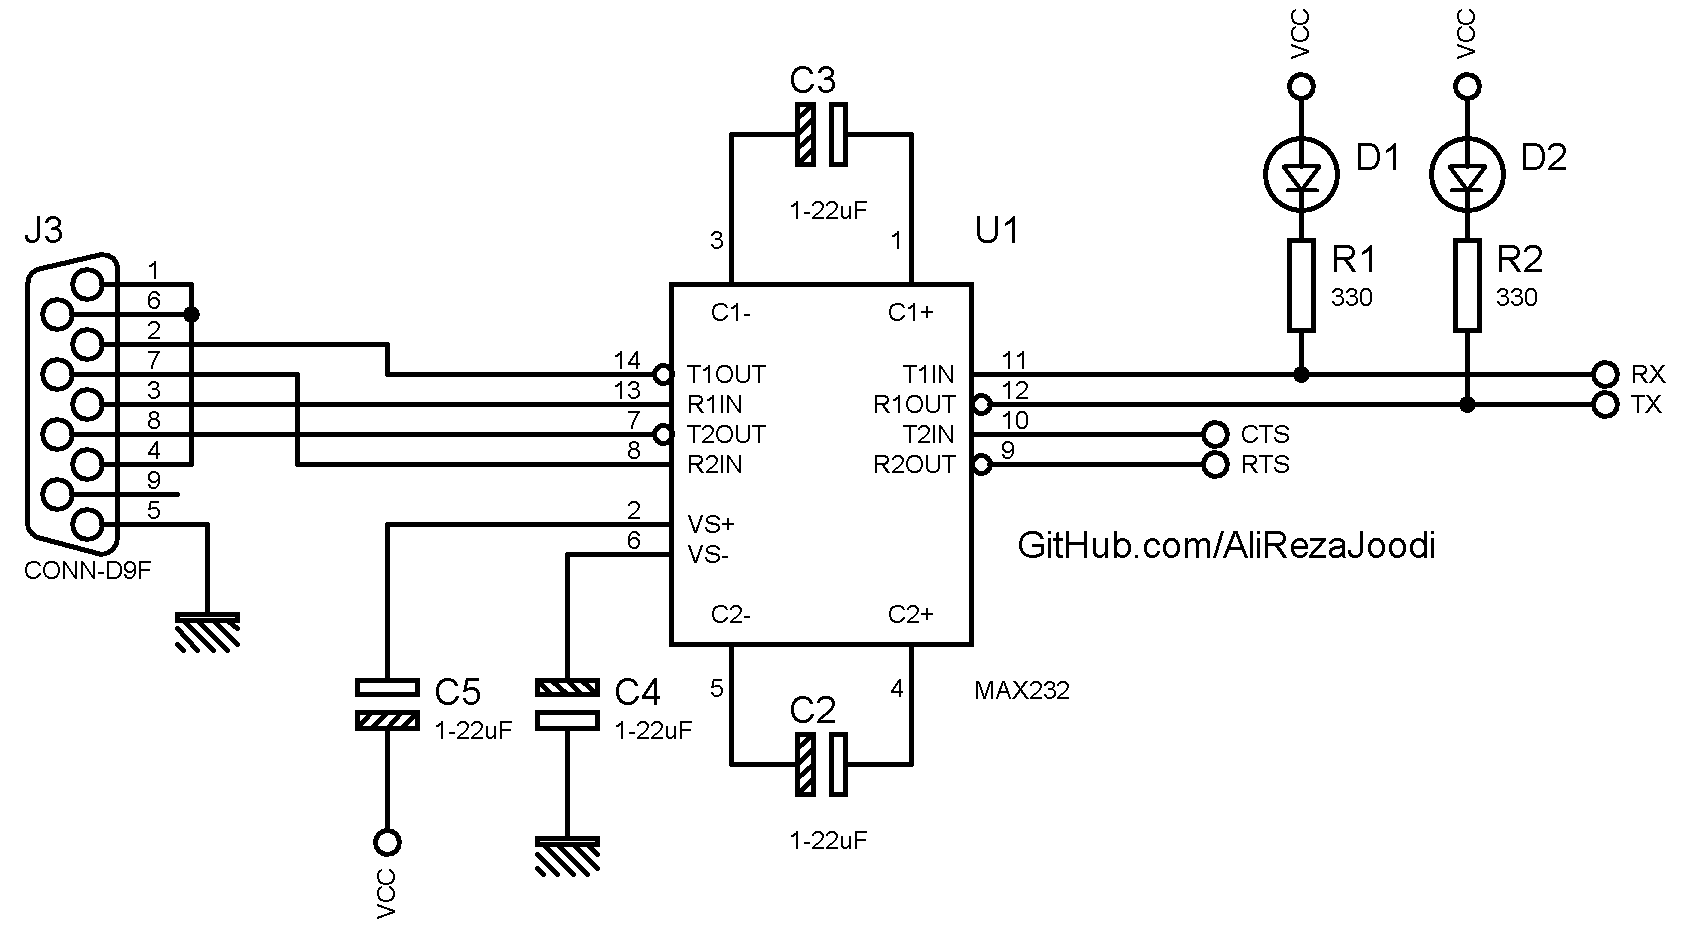 VCC
VCC
C3
1-22uF
3
1
U1
D1
D2
R1
330
R2
330
J3
1
6
2
7
3
8
4
9
5
CONN-D9F
C1-
C1+
14
T1OUT
T1IN
11
RX
13
R1IN
R1OUT
12
TX
7
T2OUT
T2IN
10
CTS
8
R2IN
R2OUT
9
RTS
2
VS+
6
VS-
GitHub.com/AliRezaJoodi
C2-
C2+
5
4
MAX232
C5
1-22uF
C4
1-22uF
C2
1-22uF
VCC